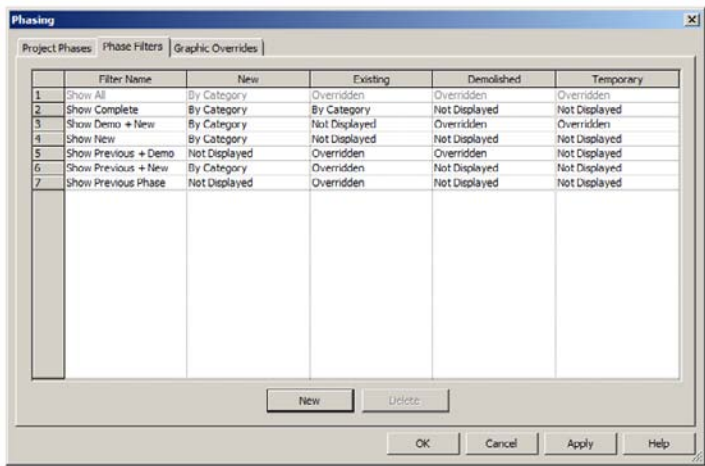 Phasing
Project Phases Phase Filters Graphic Overrides
Filter Name New Existing Demolished Temporary
1 Show All By Category Overridden Overridden Overridden
2 Show Complete By Category By Category Not Displayed Not Displayed
3 Show Demo + New By Category Not Displayed Overridden Overridden
4 Show New By Category Not Displayed Not Displayed Not Displayed
5 Show Previous + Demo Not Displayed Overridden Overridden Not Displayed
6 Show Previous + New By Category Overridden Not Displayed Not Displayed
7 Show Previous Phase Not Displayed Overridden Not Displayed Not Displayed
New Delete
OK Cancel Apply Help